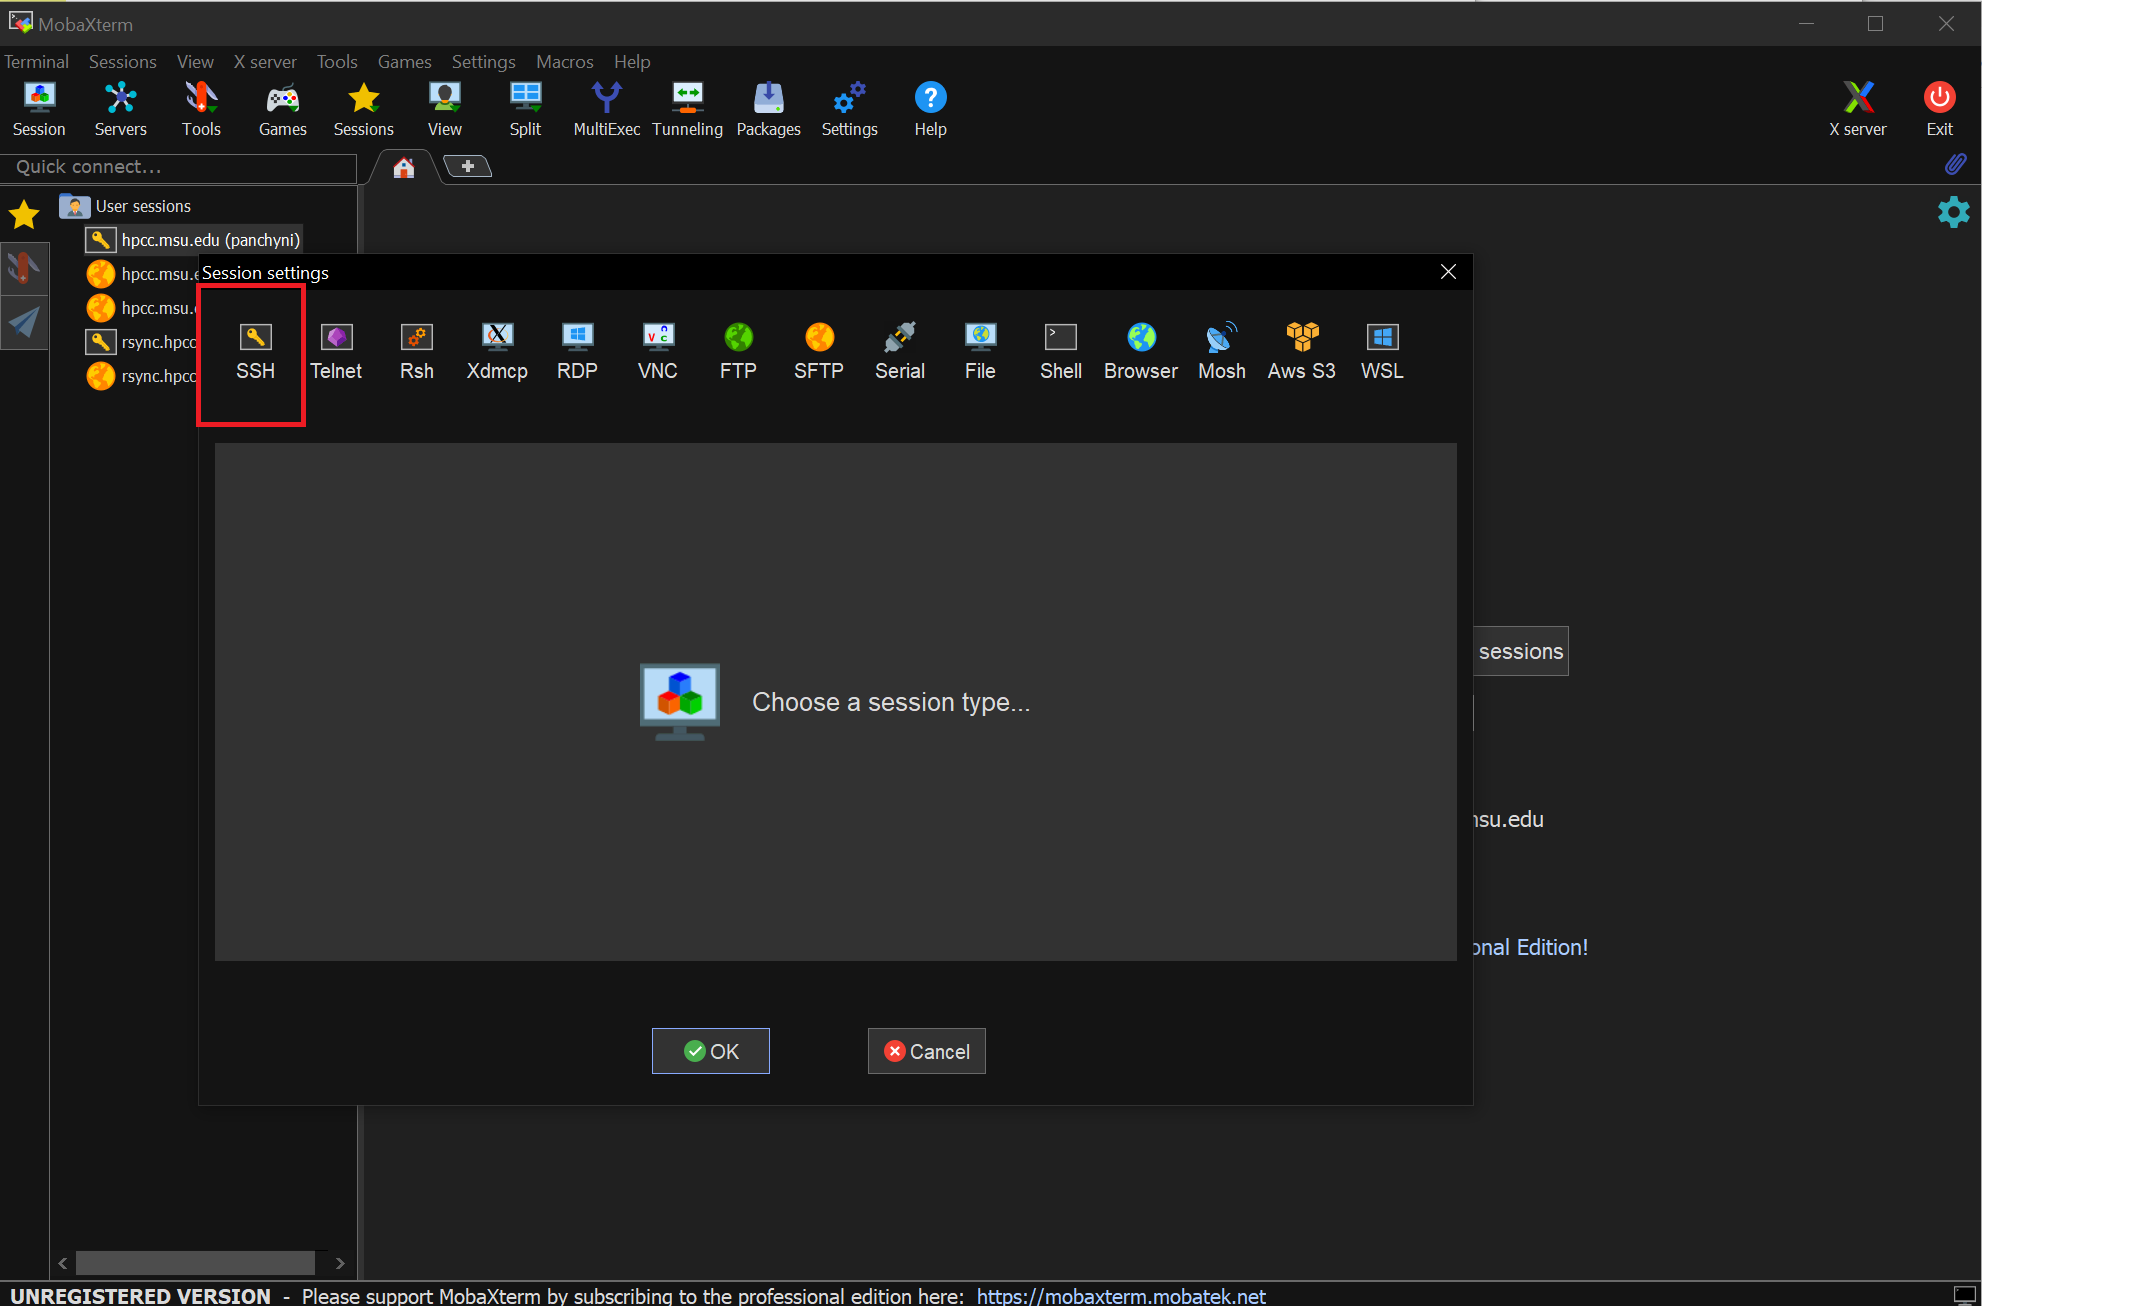 MobaXterm
Terminal Sessions View X server Tools Games Settings Macros Help
Session Servers Tools Games Sessions View Split MultiExec Tunneling Packages Settings Help X server Exit
Quick connect...
User sessions
hpcc.msu.edu (panchyni)
hpcc.msu.
Session settings
hpcc.msu.
rsync.hpcc
rsync.hpcc
SSH Telnet Rsh Xdmcp RDP VNC FTP SFTP Serial File Shell Browser Mosh Aws S3 WSL
sessions
Choose a session type...
msu.edu
onal Edition!
OK Cancel
UNREGISTERED VERSION - Please support MobaXterm by subscribing to the professional edition here: https://mobaxterm.mobatek.net